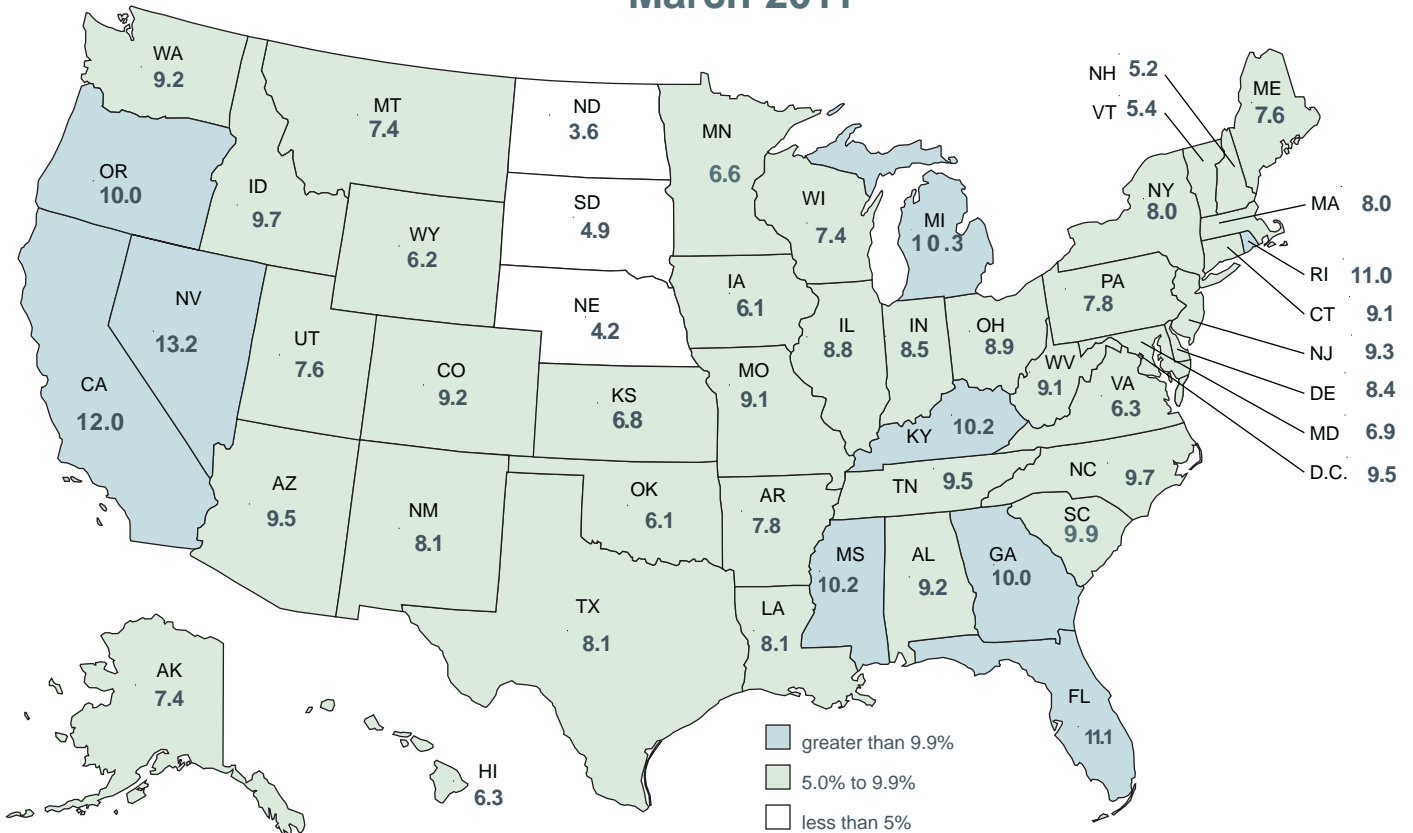 March 2011
WA
9.2
MT
7.4
ND
3.6
MN
6.6
OR
10.0
ID
9.7
WY
6.2
SD
4.9
WI
7.4
MI
10.3
NH 5.2
VT 5.4
ME
7.6
NY
8.0
MA 8.0
RI 11.0
CT 9.1
NJ 9.3
DE 8.4
MD 6.9
D.C. 9.5
NV
13.2
UT
7.6
CO
9.2
NE
4.2
IA
6.1
IL
8.8
IN
8.5
OH
8.9
PA
7.8
CA
12.0
KS
6.8
MO
9.1
WV
9.1
VA
6.3
KY 10.2
AZ
9.5
NM
8.1
OK
6.1
AR
7.8
TN 9.5
NC 9.7
SC
9.9
TX
8.1
LA
8.1
MS
10.2
AL
9.2
GA
10.0
FL
11.1
AK
7.4
HI
6.3
greater than 9.9%
5.0% to 9.9%
less than 5%